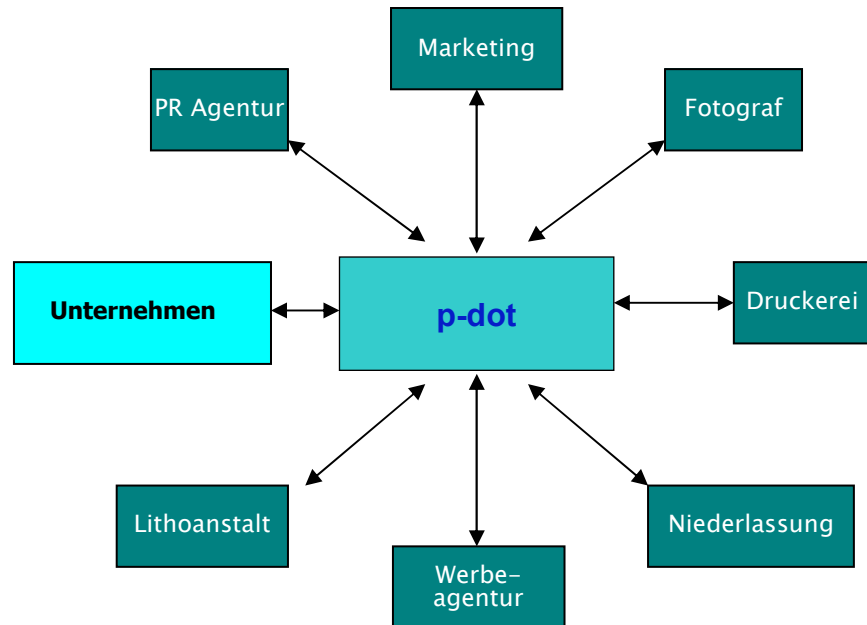 Marketing
PR Agentur
Fotograf
Unternehmen
p-dot
Druckerei
Lithoanstalt
Werbe-
agentur
Niederlassung